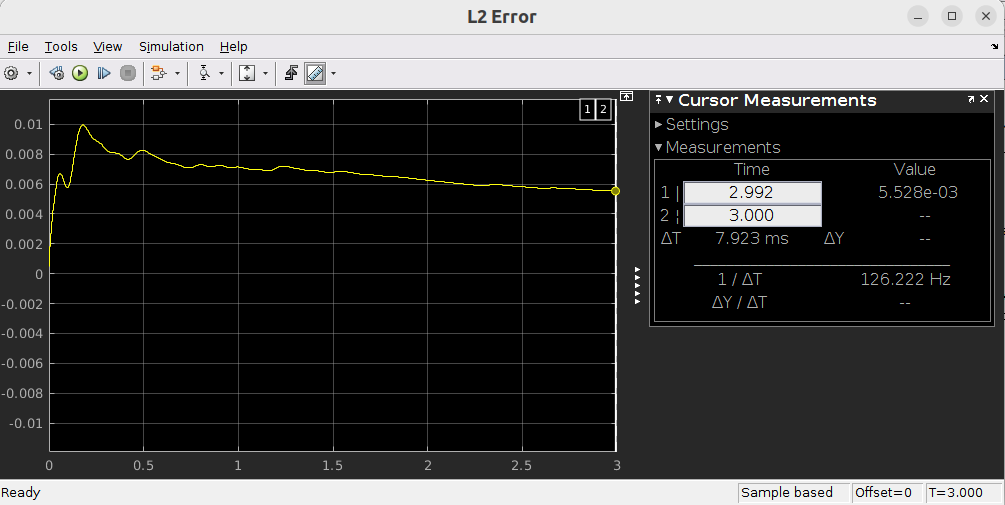 L2 Error
File Tools View Simulation Help
1 2
0.01
0.008
0.006
0.004
0.002
0
-0.002
-0.004
-0.006
-0.008
-0.01
0 0.5 1 1.5 2 2.5 3
Cursor Measurements
Settings
Measurements
Time Value
1 | 2.992 5.528e-03
2 ¦ 3.000 --
ΔT 7.923 ms ΔY --
1 / ΔT 126.222 Hz
ΔY / ΔT --
Ready Sample based Offset=0 T=3.000